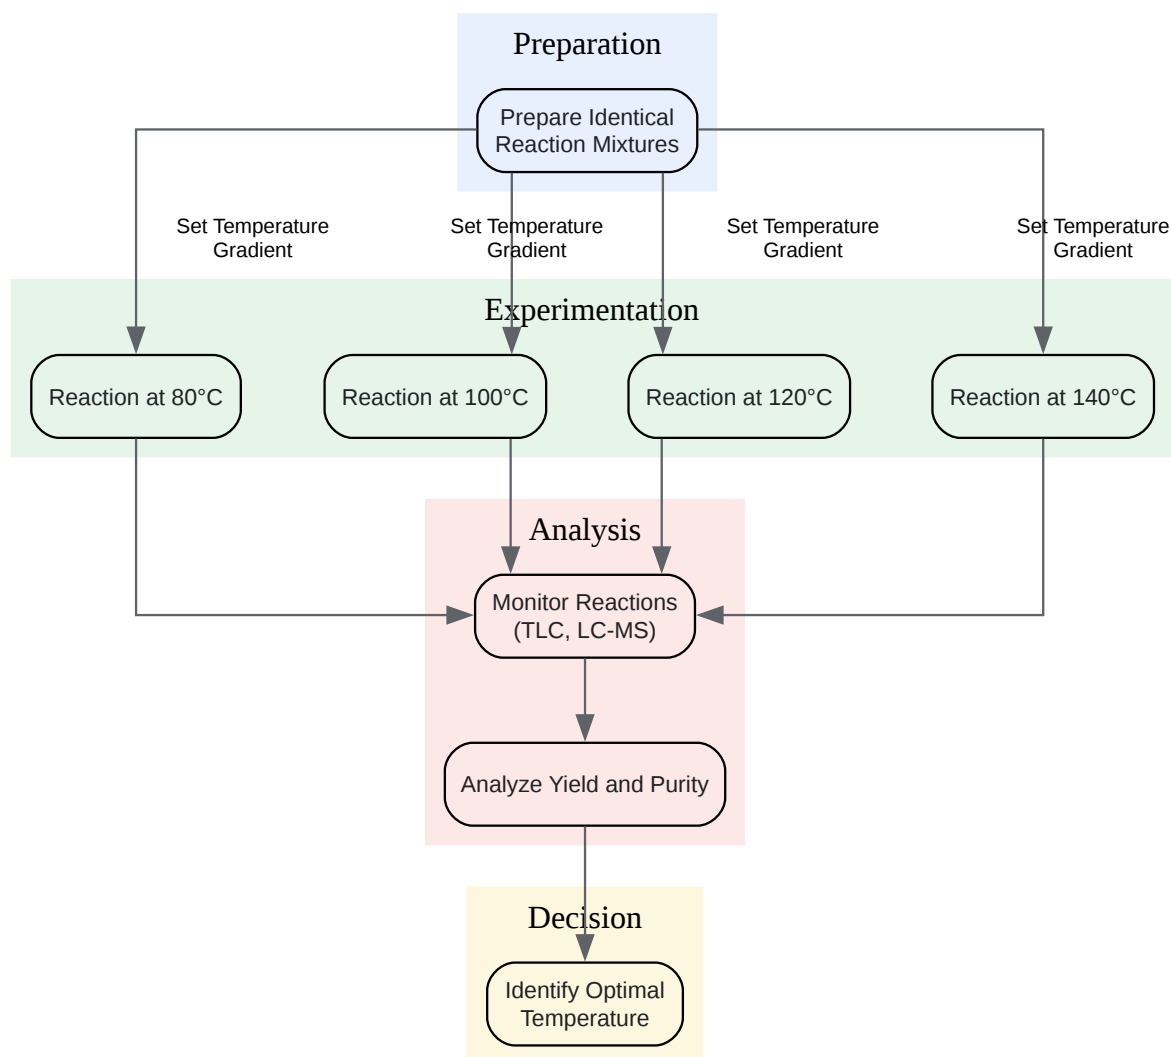 Preparation
Prepare Identical
Reaction Mixtures
Set Temperature
Gradient
Set Temperature
Gradient
Set Temperature
Gradient
Set Temperature
Gradient
Experimentation
Reaction at 80°C
Reaction at 100°C
Reaction at 120°C
Reaction at 140°C
Analysis
Monitor Reactions
(TLC, LC-MS)
Analyze Yield and Purity
Decision
Identify Optimal
Temperature